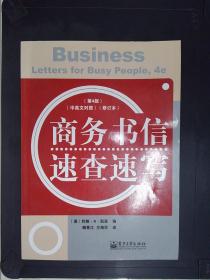 Business
Letters for Busy People, 4e
（第4版）
（中英文对照）（修订本）
商务书信
速查速写
电子工业出版社